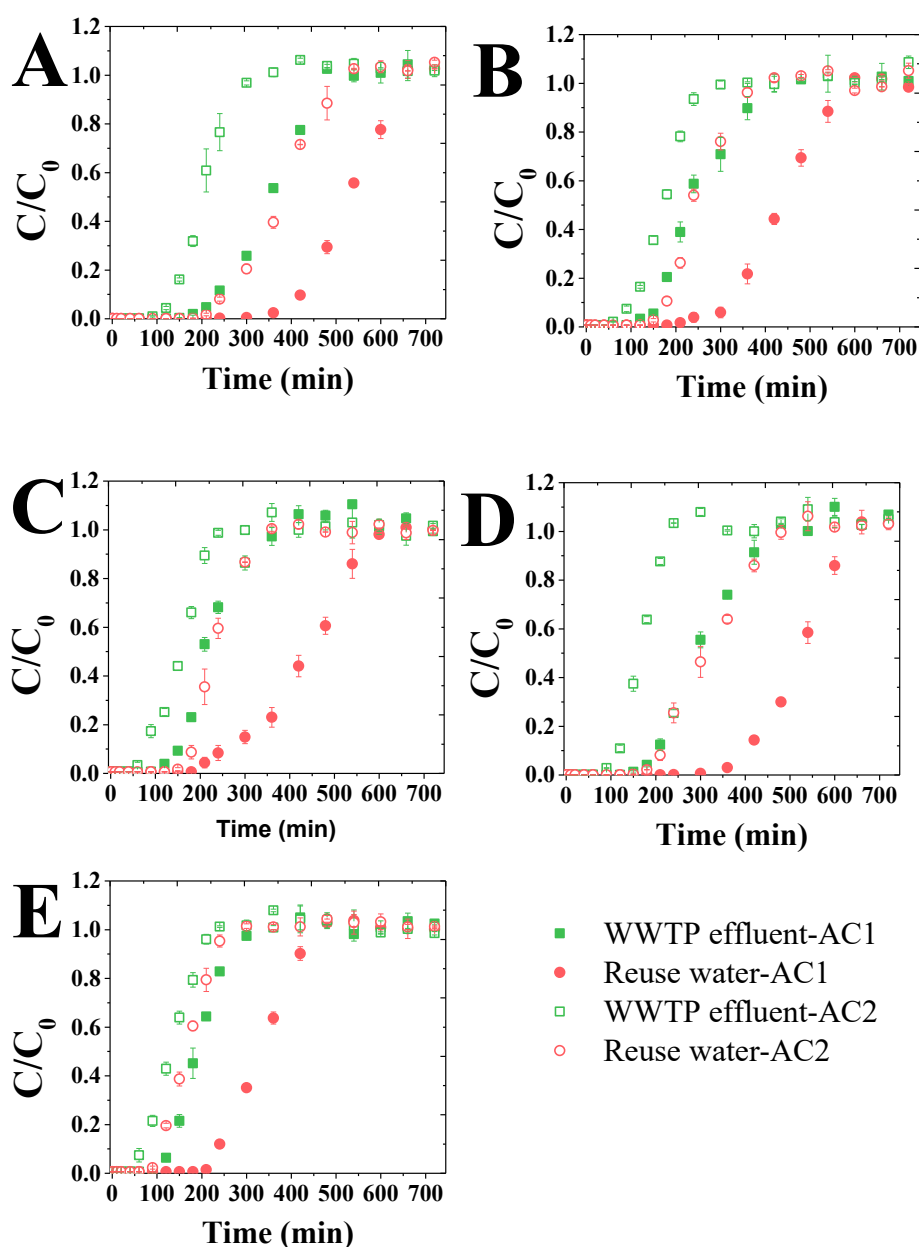 A
C/C0
1.2
1.0
0.8
0.6
0.4
0.2
0.0
0 100 200 300 400 500 600 700
Time (min)
B
C/C0
1.2
1.0
0.8
0.6
0.4
0.2
0.0
0 100 200 300 400 500 600 700
Time (min)
C
C/C0
1.2
1.0
0.8
0.6
0.4
0.2
0.0
0 100 200 300 400 500 600 700
Time (min)
D
C/C0
1.2
1.0
0.8
0.6
0.4
0.2
0.0
0 100 200 300 400 500 600 700
Time (min)
E
C/C0
1.2
1.0
0.8
0.6
0.4
0.2
0.0
0 100 200 300 400 500 600 700
Time (min)
WWTP effluent-AC1
Reuse water-AC1
WWTP effluent-AC2
Reuse water-AC2